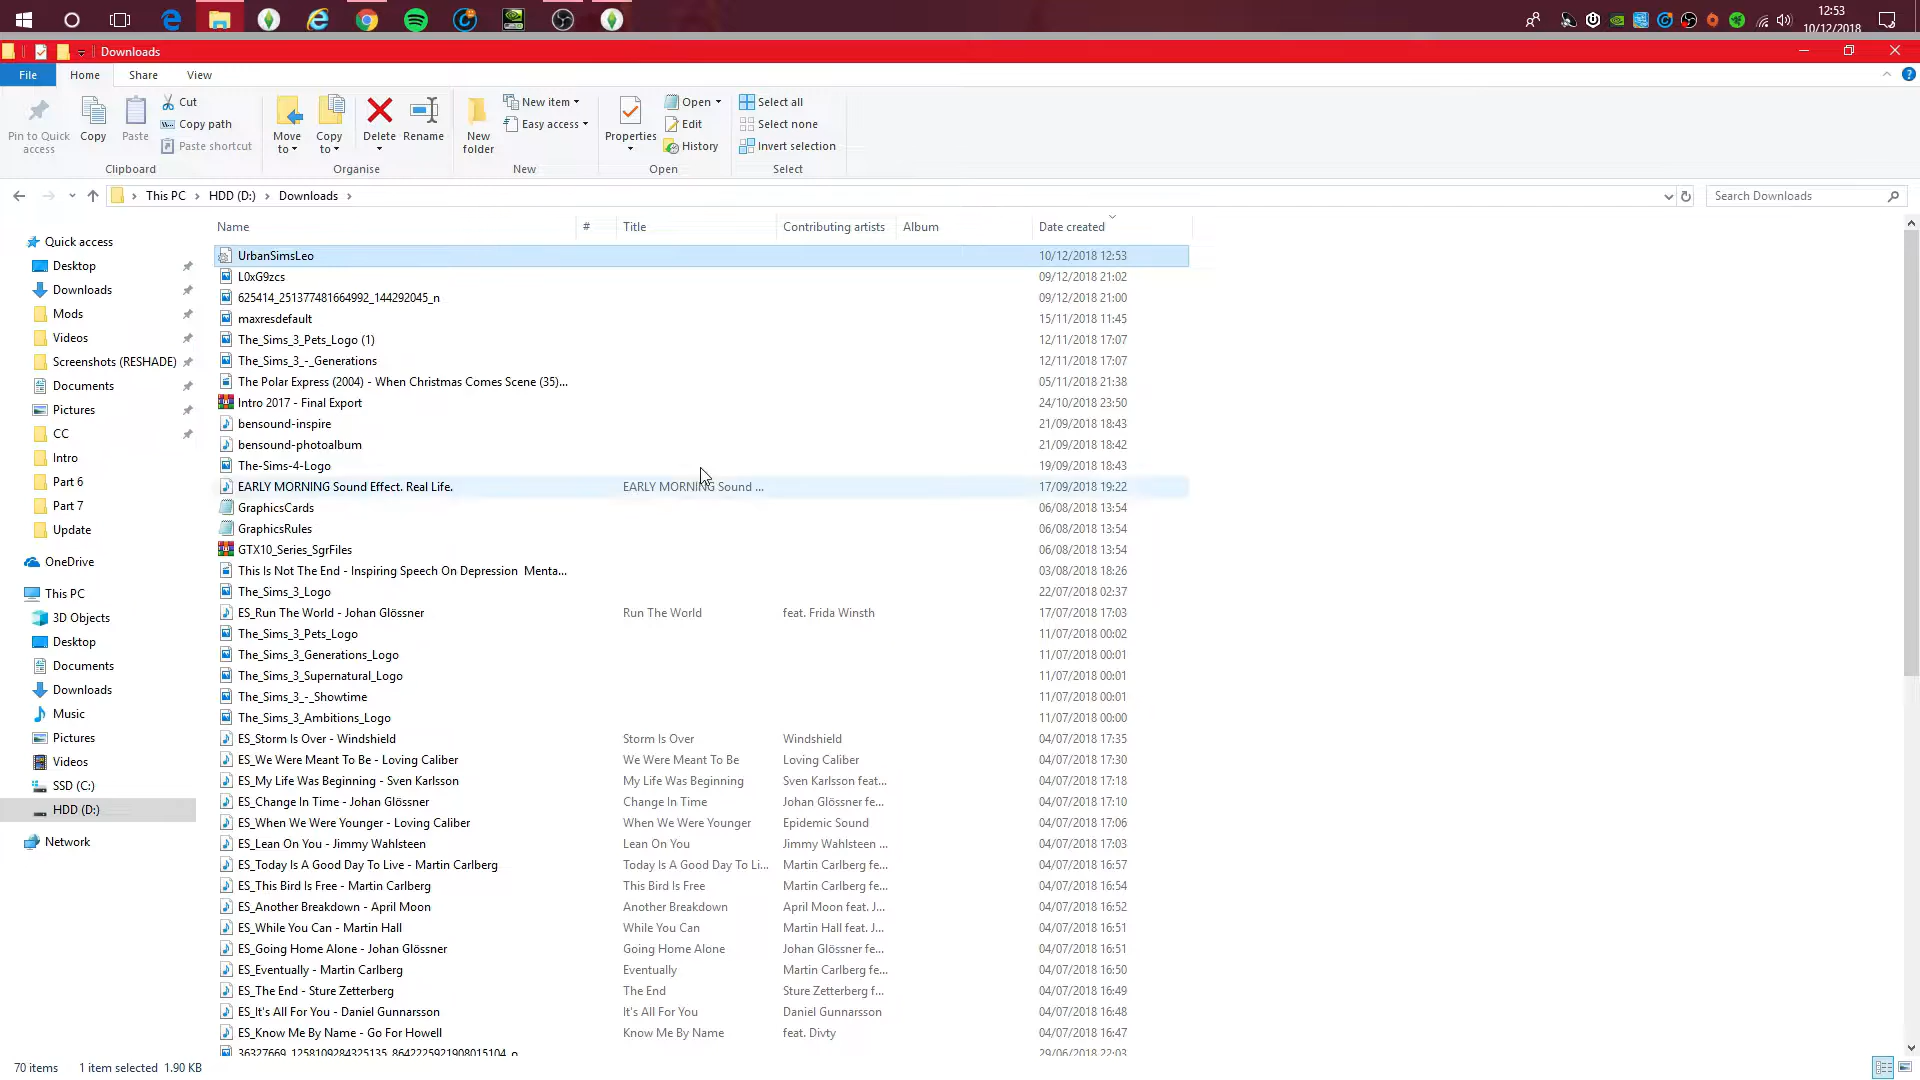 12:53
10/12/2018
Downloads
File Home Share View
Pin to Quick access
Copy
Paste
Cut
Copy path
Paste shortcut
Clipboard
Move to
Copy to
Delete
Rename
Organise
New folder
New item
Easy access
New
Properties
Open
Edit
History
Open
Select all
Select none
Invert selection
Select
This PC HDD (D:) Downloads
Search Downloads
Name # Title Contributing artists Album Date created
Quick access
Desktop
Downloads
Mods
Videos
Screenshots (RESHADE)
Documents
Pictures
CC
Intro
Part 6
Part 7
Update
OneDrive
This PC
3D Objects
Desktop
Documents
Downloads
Music
Pictures
Videos
SSD (C:)
HDD (D:)
Network
UrbanSimsLeo 10/12/2018 12:53
L0xG9zcs 09/12/2018 21:02
625414_251377481664992_144292045_n 09/12/2018 21:00
maxresdefault 15/11/2018 11:45
The_Sims_3_Pets_Logo (1) 12/11/2018 17:07
The_Sims_3_-_Generations 12/11/2018 17:07
The Polar Express (2004) - When Christmas Comes Scene (35)... 05/11/2018 21:38
Intro 2017 - Final Export 24/10/2018 23:50
bensound-inspire 21/09/2018 18:43
bensound-photoalbum 21/09/2018 18:42
The-Sims-4-Logo 19/09/2018 18:43
EARLY MORNING Sound Effect. Real Life. EARLY MORNING Sound ... 17/09/2018 19:22
GraphicsCards 06/08/2018 13:54
GraphicsRules 06/08/2018 13:54
GTX10_Series_SgrFiles 06/08/2018 13:54
This Is Not The End - Inspiring Speech On Depression Menta... 03/08/2018 18:26
The_Sims_3_Logo 22/07/2018 02:37
ES_Run The World - Johan Glössner Run The World feat. Frida Winsth 17/07/2018 17:03
The_Sims_3_Pets_Logo 11/07/2018 00:02
The_Sims_3_Generations_Logo 11/07/2018 00:01
The_Sims_3_Supernatural_Logo 11/07/2018 00:01
The_Sims_3_-_Showtime 11/07/2018 00:01
The_Sims_3_Ambitions_Logo 11/07/2018 00:00
ES_Storm Is Over - Windshield Storm Is Over Windshield 04/07/2018 17:35
ES_We Were Meant To Be - Loving Caliber We Were Meant To Be Loving Caliber 04/07/2018 17:30
ES_My Life Was Beginning - Sven Karlsson My Life Was Beginning Sven Karlsson feat... 04/07/2018 17:18
ES_Change In Time - Johan Glössner Change In Time Johan Glössner fe... 04/07/2018 17:10
ES_When We Were Younger - Loving Caliber When We Were Younger Epidemic Sound 04/07/2018 17:06
ES_Lean On You - Jimmy Wahlsteen Lean On You Jimmy Wahlsteen ... 04/07/2018 17:03
ES_Today Is A Good Day To Live - Martin Carlberg Today Is A Good Day To Li... Martin Carlberg fe... 04/07/2018 16:57
ES_This Bird Is Free - Martin Carlberg This Bird Is Free Martin Carlberg fe... 04/07/2018 16:54
ES_Another Breakdown - April Moon Another Breakdown April Moon feat. J... 04/07/2018 16:52
ES_While You Can - Martin Hall While You Can Martin Hall feat. J... 04/07/2018 16:51
ES_Going Home Alone - Johan Glössner Going Home Alone Johan Glössner fe... 04/07/2018 16:51
ES_Eventually - Martin Carlberg Eventually Martin Carlberg fe... 04/07/2018 16:50
ES_The End - Sture Zetterberg The End Sture Zetterberg f... 04/07/2018 16:49
ES_It's All For You - Daniel Gunnarsson It's All For You Daniel Gunnarsson 04/07/2018 16:48
ES_Know Me By Name - Go For Howell Know Me By Name feat. Divty 04/07/2018 16:47
36327669_1258109284325135_8642225921908015104_n 29/06/2018 22:03
70 items 1 item selected 1.90 KB